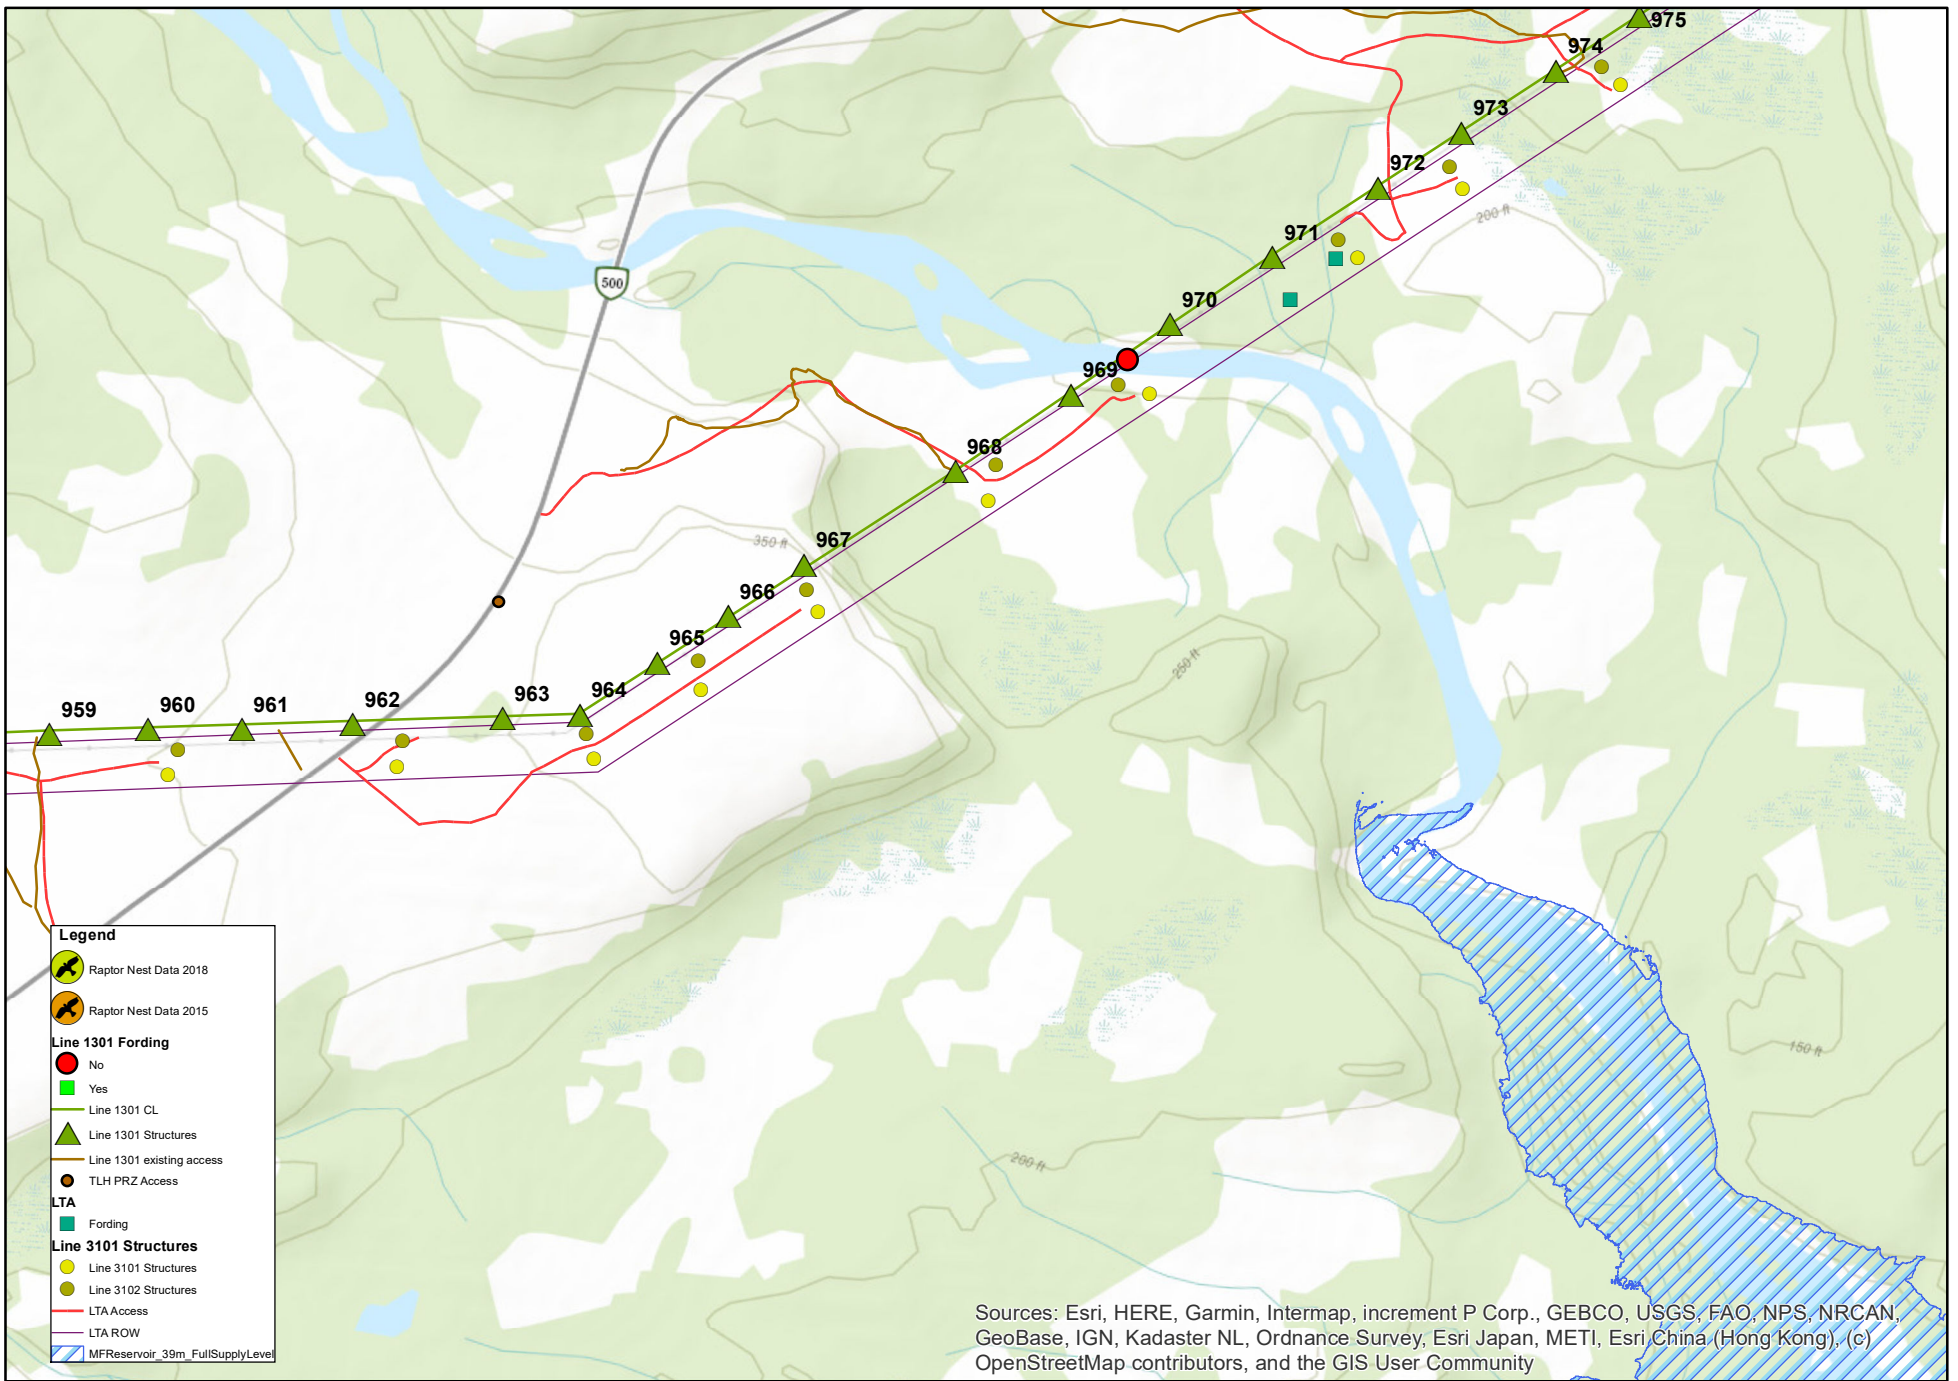 975
974
973
972
971
200 ft
500
970
969
968
967
350 ft
966
965
250 ft
964
963
962
961
960
959
150 ft
200 ft
Legend
Raptor Nest Data 2018
Raptor Nest Data 2015
Line 1301 Fording
No
Yes
Line 1301 CL
Line 1301 Structures
Line 1301 existing access
TLH PRZ Access
LTA
Fording
Line 3101 Structures
Line 3101 Structures
Line 3102 Structures
LTA Access
LTA ROW
MFReservoir_39m_FullSupplyLevel
Sources: Esri, HERE, Garmin, Intermap, increment P Corp., GEBCO, USGS, FAO, NPS, NRCAN,
GeoBase, IGN, Kadaster NL, Ordnance Survey, Esri Japan, METI, Esri China (Hong Kong), (c)
OpenStreetMap contributors, and the GIS User Community